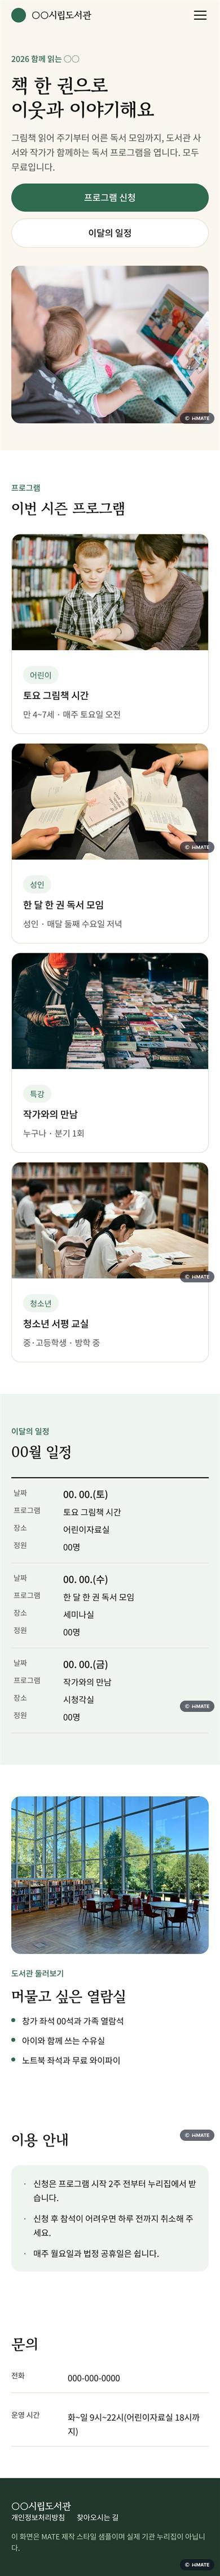 ○○시립도서관
2026 함께 읽는 ○○
책 한 권으로
이웃과 이야기해요
그림책 읽어 주기부터 어른 독서 모임까지, 도서관 사
서와 작가가 함께하는 독서 프로그램을 엽니다. 모두
무료입니다.
프로그램 신청
이달의 일정
© MATE
프로그램
이번 시즌 프로그램
어린이
토요 그림책 시간
만 4~7세 · 매주 토요일 오전
© MATE
성인
한 달 한 권 독서 모임
성인 · 매달 둘째 수요일 저녁
특강
작가와의 만남
누구나 · 분기 1회
© MATE
청소년
청소년 서평 교실
중·고등학생 · 방학 중
이달의 일정
00월 일정
날짜 00. 00.(토)
프로그램 토요 그림책 시간
장소 어린이자료실
정원 00명
날짜 00. 00.(수)
프로그램 한 달 한 권 독서 모임
장소 세미나실
정원 00명
날짜 00. 00.(금)
프로그램 작가와의 만남
장소 시청각실
© MATE
정원 00명
도서관 둘러보기
머물고 싶은 열람실
창가 좌석 00석과 가족 열람석
아이와 함께 쓰는 수유실
노트북 좌석과 무료 와이파이
© MATE
이용 안내
· 신청은 프로그램 시작 2주 전부터 누리집에서 받
습니다.
· 신청 후 참석이 어려우면 하루 전까지 취소해 주
세요.
· 매주 월요일과 법정 공휴일은 쉽니다.
문의
전화 000-000-0000
운영 시간 화~일 9시~22시(어린이자료실 18시까
지)
○○시립도서관
개인정보처리방침 찾아오시는 길
이 화면은 MATE 제작 스타일 샘플이며 실제 기관 누리집이 아닙니
다.
© MATE